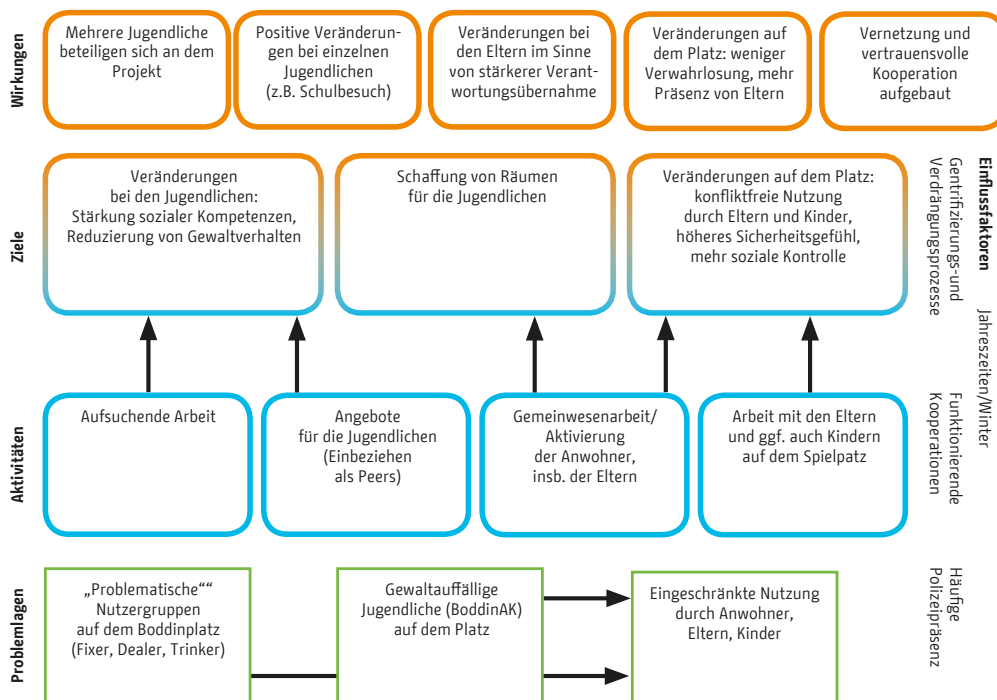 Wirkungen
Mehrere Jugendliche
beteiligen sich an dem
Projekt
Positive Veränderun-
gen bei einzelnen
Jugendlichen
(z.B. Schulbesuch)
Veränderungen bei
den Eltern im Sinne
von stärkerer Verant-
wortungsübernahme
Veränderungen auf
dem Platz: weniger
Verwahrlosung, mehr
Präsenz von Eltern
Vernetzung und
vertrauensvolle
Kooperation
aufgebaut
Ziele
Veränderungen
bei den Jugendlichen:
Stärkung sozialer Kompetenzen,
Reduzierung von Gewaltverhalten
Schaffung von Räumen
für die Jugendlichen
Veränderungen auf dem Platz:
konfliktfreie Nutzung
durch Eltern und Kinder,
höheres Sicherheitsgefühl,
mehr soziale Kontrolle
Aktivitäten
Aufsuchende Arbeit
Angebote
für die Jugendlichen
(Einbeziehen
als Peers)
Gemeinwesenarbeit/
Aktivierung
der Anwohner,
insb. der Eltern
Arbeit mit den Eltern
und ggf. auch Kindern
auf dem Spielpatz
Problemlagen
„Problematische““
Nutzergruppen
auf dem Boddinplatz
(Fixer, Dealer, Trinker)
Gewaltauffällige
Jugendliche (BoddinAK)
auf dem Platz
Eingeschränkte Nutzung
durch Anwohner,
Eltern, Kinder
Einflussfaktoren
Gentrifizierungs-und
Verdrängungsprozesse
Jahreszeiten/Winter
Funktionierende
Kooperationen
Häufige
Polizeipräsenz